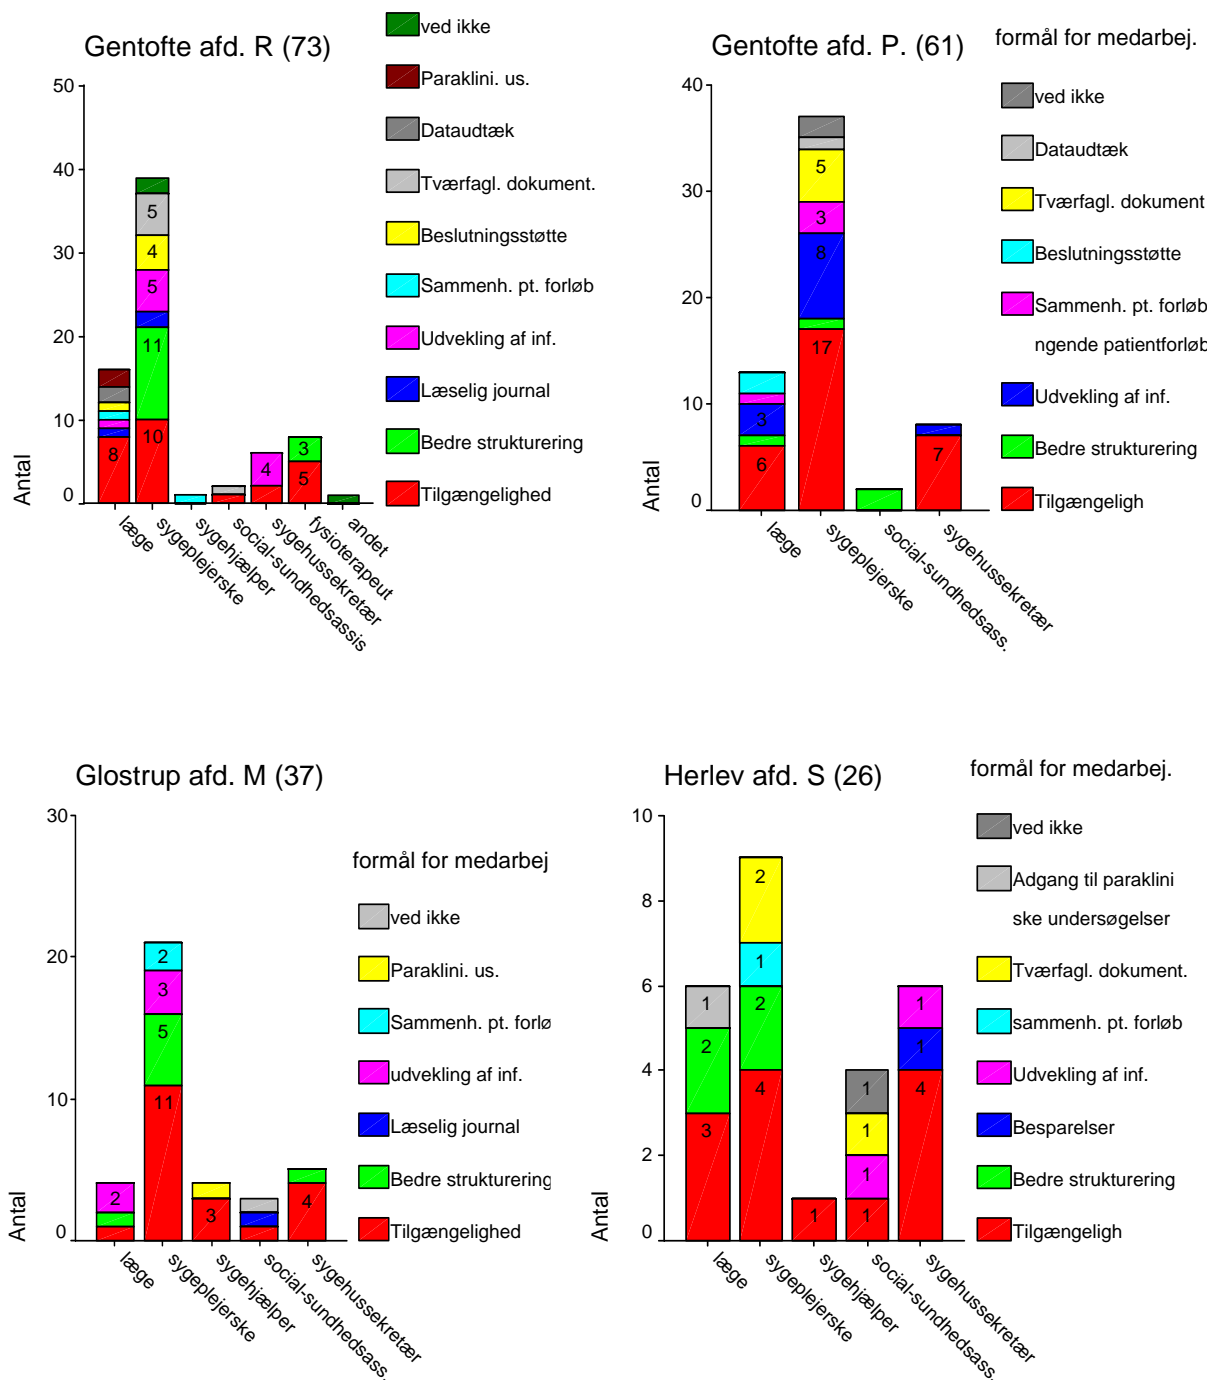 Gentofte afd. R (73)
50
40
30
20
10
0
Antal
8
10
11
5
4
5
4
5
3
læge
sygeplejerske
sygehjælper
social-sundhedsassis
sygehussekretær
fysioterapeut
andet
ved ikke
Paraklini. us.
Dataudtæk
Tværfagl. dokument.
Beslutningsstøtte
Sammenh. pt. forløb
Udvekling af inf.
Læselig journal
Bedre strukturering
Tilgængelighed
Gentofte afd. P. (61)
40
30
20
10
0
Antal
6
3
17
8
3
5
7
læge
sygeplejerske
social-sundhedsass.
sygehussekretær
formål for medarbej.
ved ikke
Dataudtæk
Tværfagl. dokument
Beslutningsstøtte
Sammenh. pt. forløb
ngende patientforløb
Udvekling af inf.
Bedre strukturering
Tilgængeligh
Glostrup afd. M (37)
30
20
10
0
Antal
2
11
5
3
2
3
4
læge
sygeplejerske
sygehjælper
social-sundhedsass.
sygehussekretær
formål for medarbej
ved ikke
Paraklini. us.
Sammenh. pt. forlø
udvekling af inf.
Læselig journal
Bedre strukturering
Tilgængelighed
Herlev afd. S (26)
10
8
6
4
2
0
Antal
3
2
1
4
2
1
2
1
1
1
1
1
4
1
1
læge
sygeplejerske
sygehjælper
social-sundhedsass.
sygehussekretær
formål for medarbej.
ved ikke
Adgang til paraklini
ske undersøgelser
Tværfagl. dokument.
sammenh. pt. forløb
Udvekling af inf.
Besparelser
Bedre strukturering
Tilgængeligh